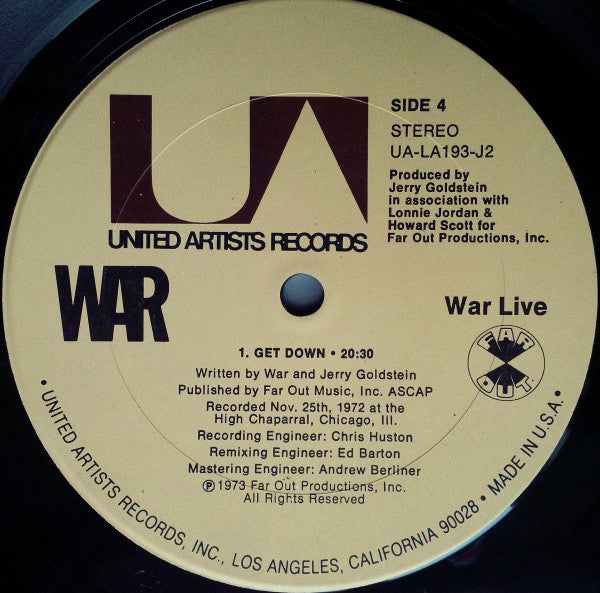 UA
UNITED ARTISTS RECORDS
SIDE 4
STEREO
UA-LA193-J2
Produced by
Jerry Goldstein
in association with
Lonnie Jordan &
Howard Scott for
Far Out Productions, Inc.
WAR
War Live
FAR
OUT.
1. GET DOWN • 20:30
Written by War and Jerry Goldstein
Published by Far Out Music, Inc. ASCAP
Recorded Nov. 25th, 1972 at the
High Chaparral, Chicago, Ill.
Recording Engineer: Chris Huston
Remixing Engineer: Ed Barton
Mastering Engineer: Andrew Berliner
℗ 1973 Far Out Productions, Inc.
All Rights Reserved
• UNITED ARTISTS RECORDS, INC., LOS ANGELES, CALIFORNIA 90028 • MADE IN U.S.A. •